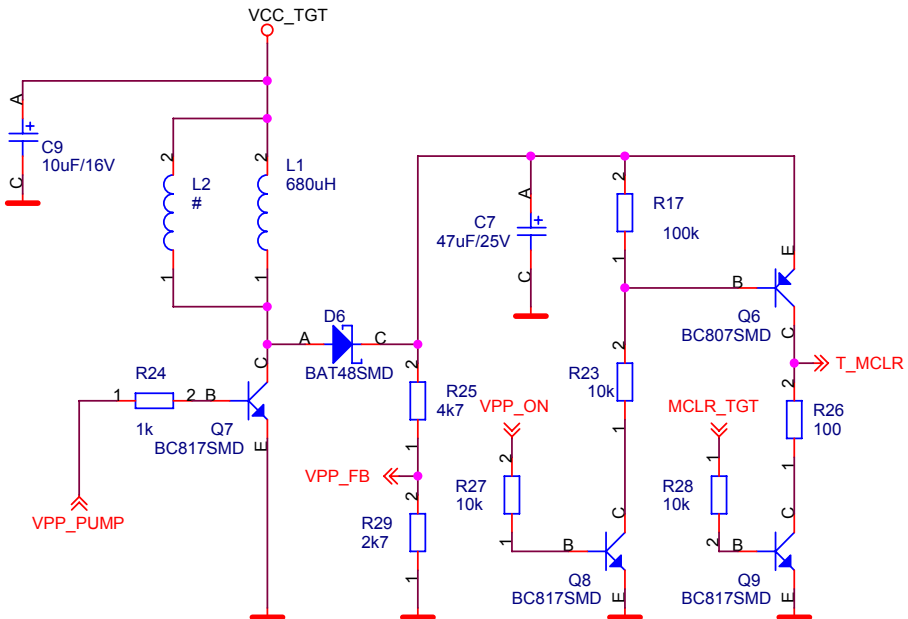 VCC_TGT
A
+
C9
10uF/16V
C
2
L2
#
1
2
L1
680uH
1
A
+
C7
47uF/25V
C
2
R17
100k
1
E
B
Q6
BC807SMD
C
T_MCLR
D6
A
C
BAT48SMD
R24
1
2
B
1k
C
Q7
BC817SMD
E
VPP_PUMP
2
R25
4k7
1
VPP_FB
2
R29
2k7
1
VPP_ON
2
R27
10k
1
2
R23
10k
1
B
C
Q8
BC817SMD
E
MCLR_TGT
1
R28
10k
2
2
R26
100
1
B
C
Q9
BC817SMD
E